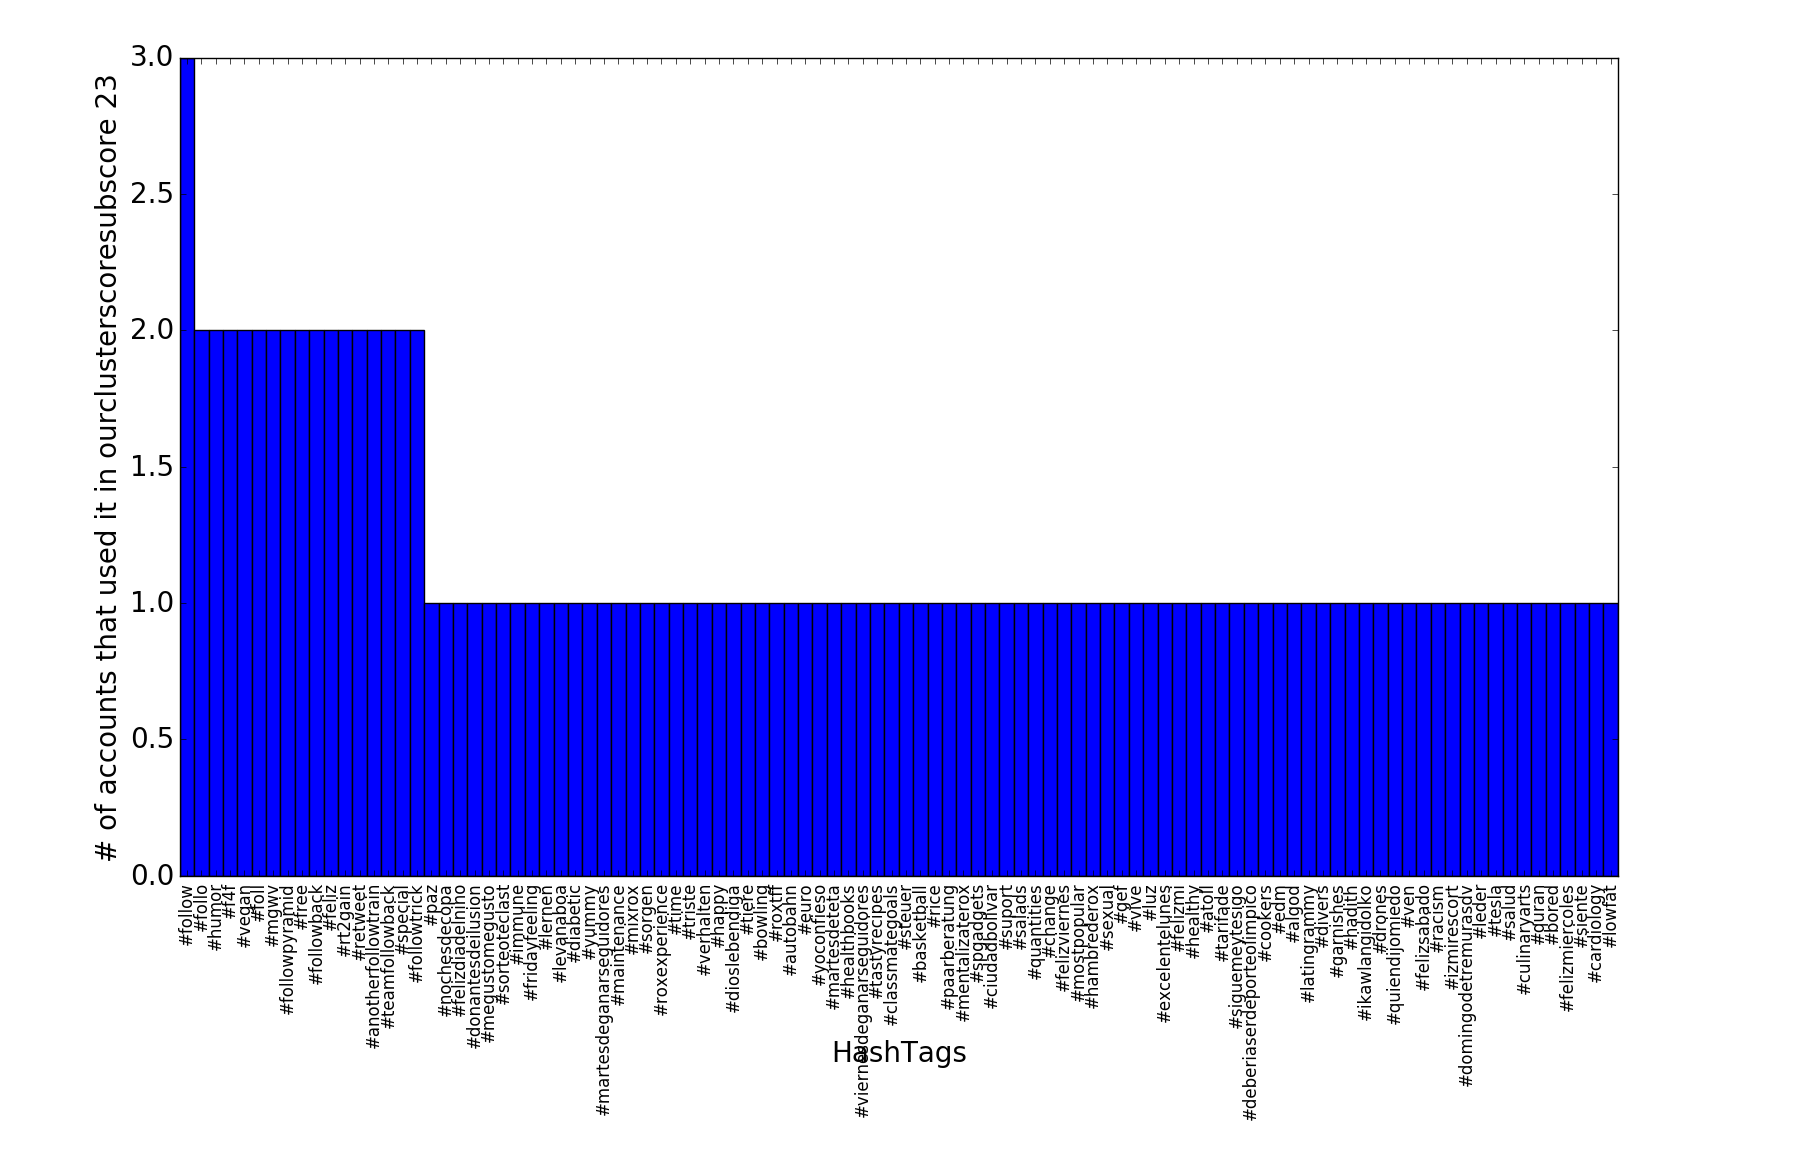 # of accounts that used it in ourclusterscoresubscore 23
3.0
2.5
2.0
1.5
1.0
0.5
0.0
#follow
#follo
#humor
#f4f
#vegan
#foll
#mgwv
#followpyramid
#free
#followback
#feliz
#rt2gain
#retweet
#anotherfollowtrain
#teamfollowback
#special
#followtrick
#paz
#nochesdecopa
#felizdiadelniño
#donantesdeilusion
#megustomegusto
#sorteoteclast
#immune
#fridayfeeling
#lernen
#levanaboa
#diabetic
#yummy
#martesdeganarseguidores
#maintenance
#mixrox
#sorgen
#roxexperience
#time
#triste
#verhalten
#happy
#dioslebendiga
#tiere
#bowling
#roxtff
#autobahn
#euro
#yoconfieso
#martesdeteta
#healthbooks
#viernesdeganarseguidores
#tastyrecipes
#classmategoals
#steuer
#basketball
#rice
#paarberatung
#mentalizaterox
#spgadgets
#ciudadbolivar
#suport
#salads
#quantities
#change
#felizviernes
#mostpopular
#hambrederox
#sexual
#ger
#vive
#luz
#excelentelunes
#felizmi
#healthy
#atoll
#tarifade
#siguemeytesigo
#deberiaserdeporteolimpico
#cookers
#edm
#algod
#latingrammy
#divers
#garnishes
#hadith
#ikawlangidolko
#drones
#quiendijomiedo
#ven
#felizsabado
#racism
#izmirescort
#domingodetremurasdv
#leder
#tesla
#salud
#culinaryarts
#quran
#bored
#felizmiercoles
#siente
#cardiology
#lowfat
HashTags